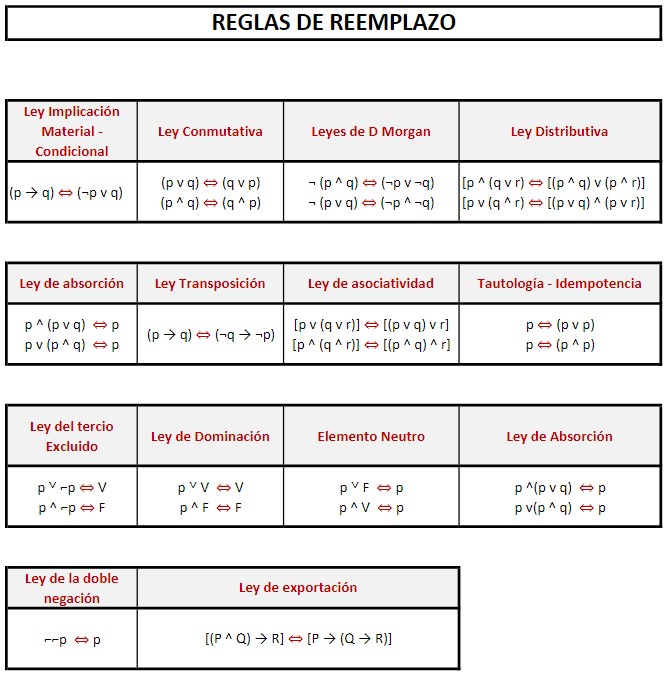 REGLAS DE REEMPLAZO
Ley Implicación
Material -
Condicional
Ley Conmutativa
Leyes de D Morgan
Ley Distributiva
(p → q) ⇔ (¬p v q)
(p v q) ⇔ (q v p)
(p ^ q) ⇔ (q ^ p)
¬ (p ^ q) ⇔ (¬p v ¬q)
¬ (p v q) ⇔ (¬p ^ ¬q)
[p ^ (q v r) ⇔ [(p ^ q) v (p ^ r)]
[p v (q ^ r) ⇔ [(p v q) ^ (p v r)]
Ley de absorción
Ley Transposición
Ley de asociatividad
Tautología - Idempotencia
p ^ (p v q) ⇔ p
p v (p ^ q) ⇔ p
(p → q) ⇔ (¬q → ¬p)
[p v (q v r)] ⇔ [(p v q) v r]
[p ^ (q ^ r)] ⇔ [(p ^ q) ^ r]
p ⇔ (p v p)
p ⇔ (p ^ p)
Ley del tercio
Excluido
Ley de Dominación
Elemento Neutro
Ley de Absorción
p ˅ ⌐p ⇔ V
p ^ ⌐p ⇔ F
p ˅ V ⇔ V
p ^ F ⇔ F
p ˅ F ⇔ p
p ^ V ⇔ p
p ^(p v q) ⇔ p
p v(p ^ q) ⇔ p
Ley de la doble
negación
Ley de exportación
⌐⌐p ⇔ p
[(P ^ Q) → R] ⇔ [P → (Q → R)]